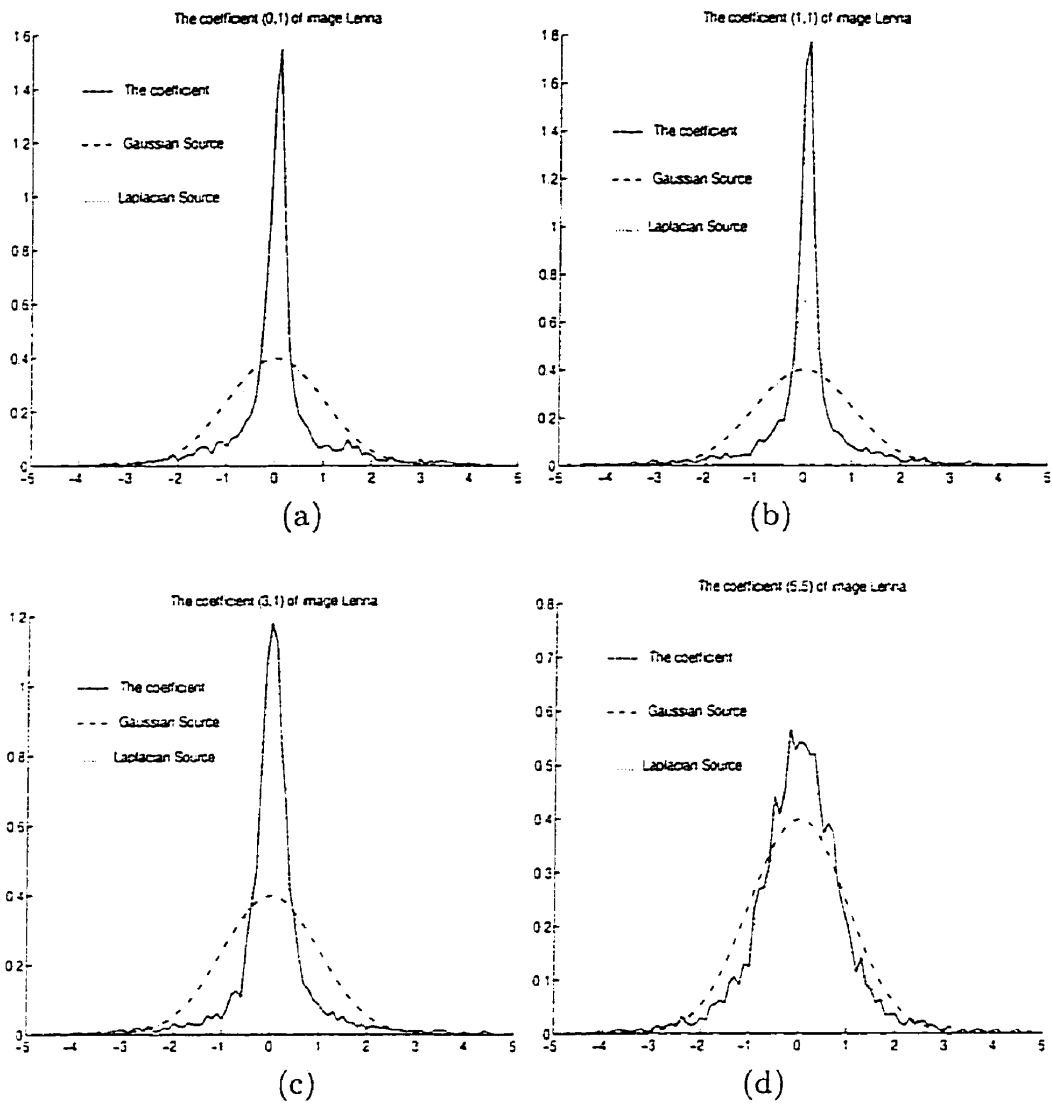 The coefficient (0,1) of image Lenna
1.6
1.4
1.2
1
0.8
0.6
0.4
0.2
0
-5 -4 -3 -2 -1 0 1 2 3 4 5
The coefficient
Gaussian Source
Laplacian Source
(a)
The coefficient (1,1) of image Lenna
1.8
1.6
1.4
1.2
1
0.8
0.6
0.4
0.2
0
-5 -4 -3 -2 -1 0 1 2 3 4 5
The coefficient
Gaussian Source
Laplacian Source
(b)
The coefficient (3,1) of image Lenna
1.2
1
0.8
0.6
0.4
0.2
0
-5 -4 -3 -2 -1 0 1 2 3 4 5
The coefficient
Gaussian Source
Laplacian Source
(c)
The coefficient (5,5) of image Lenna
0.8
0.7
0.6
0.5
0.4
0.3
0.2
0.1
0
-5 -4 -3 -2 -1 0 1 2 3 4 5
The coefficient
Gaussian Source
Laplacian Source
(d)